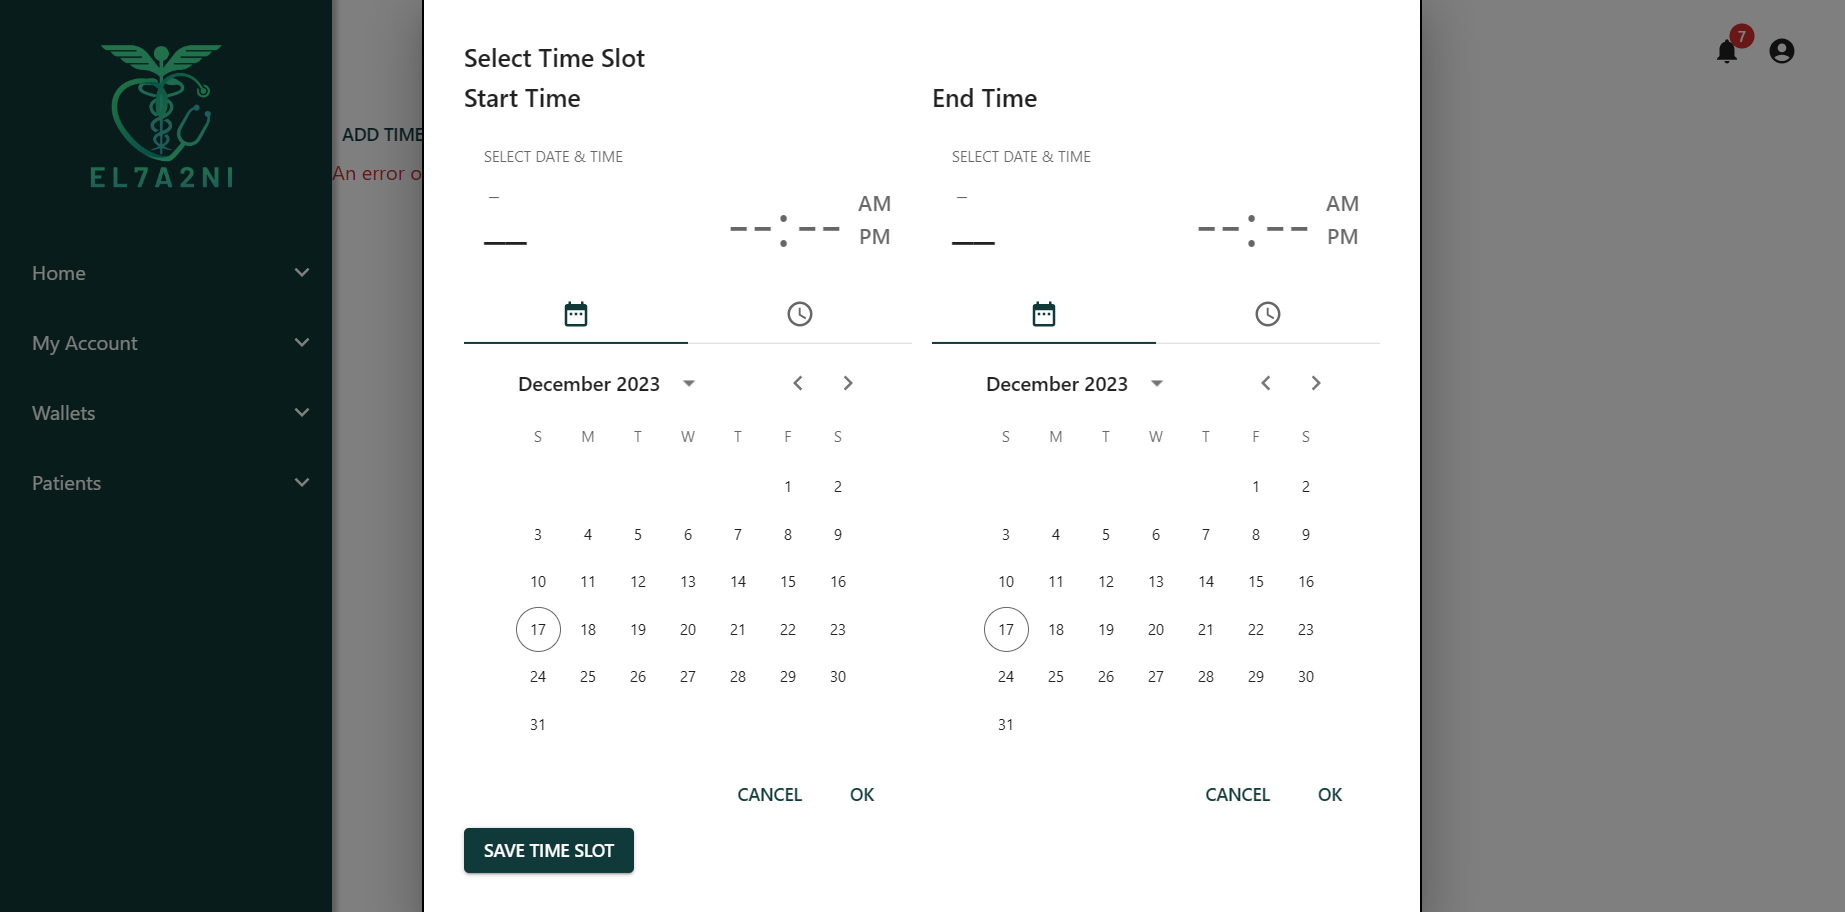 EL7A2NI
Home
My Account
Wallets
Patients
ADD TIME
An error o
7
Select Time Slot
Start Time
SELECT DATE & TIME
–
__
--:--
AM
PM
December 2023
S M T W T F S
1 2
3 4 5 6 7 8 9
10 11 12 13 14 15 16
17 18 19 20 21 22 23
24 25 26 27 28 29 30
31
CANCEL OK
End Time
SELECT DATE & TIME
–
__
--:--
AM
PM
December 2023
S M T W T F S
1 2
3 4 5 6 7 8 9
10 11 12 13 14 15 16
17 18 19 20 21 22 23
24 25 26 27 28 29 30
31
CANCEL OK
SAVE TIME SLOT